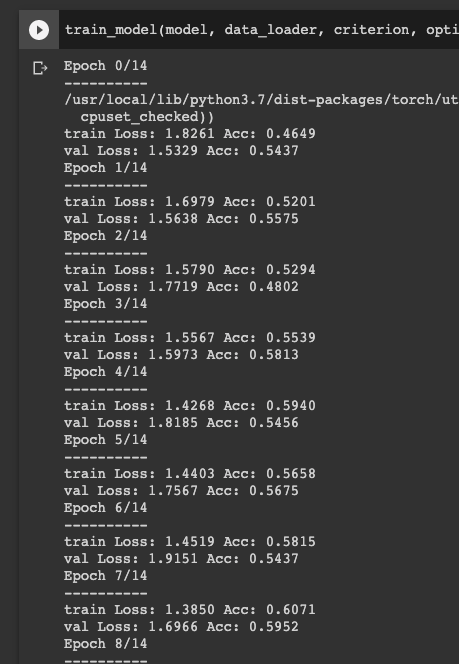 train_model(model, data_loader, criterion, opti
Epoch 0/14
----------
/usr/local/lib/python3.7/dist-packages/torch/ut
cpuset_checked))
train Loss: 1.8261 Acc: 0.4649
val Loss: 1.5329 Acc: 0.5437
Epoch 1/14
----------
train Loss: 1.6979 Acc: 0.5201
val Loss: 1.5638 Acc: 0.5575
Epoch 2/14
----------
train Loss: 1.5790 Acc: 0.5294
val Loss: 1.7719 Acc: 0.4802
Epoch 3/14
----------
train Loss: 1.5567 Acc: 0.5539
val Loss: 1.5973 Acc: 0.5813
Epoch 4/14
----------
train Loss: 1.4268 Acc: 0.5940
val Loss: 1.8185 Acc: 0.5456
Epoch 5/14
----------
train Loss: 1.4403 Acc: 0.5658
val Loss: 1.7567 Acc: 0.5675
Epoch 6/14
----------
train Loss: 1.4519 Acc: 0.5815
val Loss: 1.9151 Acc: 0.5437
Epoch 7/14
----------
train Loss: 1.3850 Acc: 0.6071
val Loss: 1.6966 Acc: 0.5952
Epoch 8/14
----------